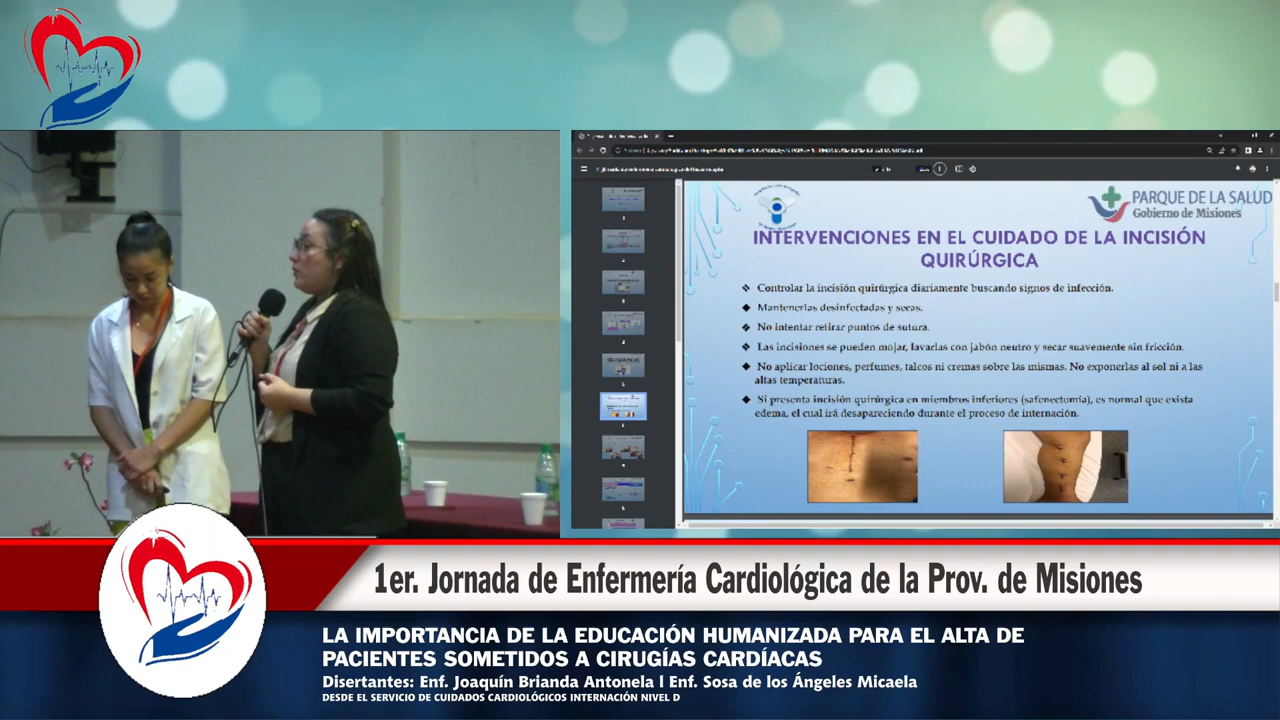 PARQUE DE LA SALUD
Gobierno de Misiones
INTERVENCIONES EN EL CUIDADO DE LA INCISIÓN
QUIRÚRGICA
Controlar la incisión quirúrgica diariamente buscando signos de infección.
Mantenerlas desinfectadas y secas.
No intentar retirar puntos de sutura.
Las incisiones se pueden mojar, lavarlas con jabón neutro y secar suavemente sin fricción.
No aplicar lociones, perfumes, talcos ni cremas sobre las mismas. No exponerlas al sol ni a las
altas temperaturas.
Si presenta incisión quirúrgica en miembros inferiores (safenectomía), es normal que exista
edema, el cual irá desapareciendo durante el proceso de internación.
1er. Jornada de Enfermería Cardiológica de la Prov. de Misiones
LA IMPORTANCIA DE LA EDUCACIÓN HUMANIZADA PARA EL ALTA DE
PACIENTES SOMETIDOS A CIRUGÍAS CARDÍACAS
Disertantes: Enf. Joaquín Brianda Antonela l Enf. Sosa de los Ángeles Micaela
DESDE EL SERVICIO DE CUIDADOS CARDIOLÓGICOS INTERNACIÓN NIVEL D